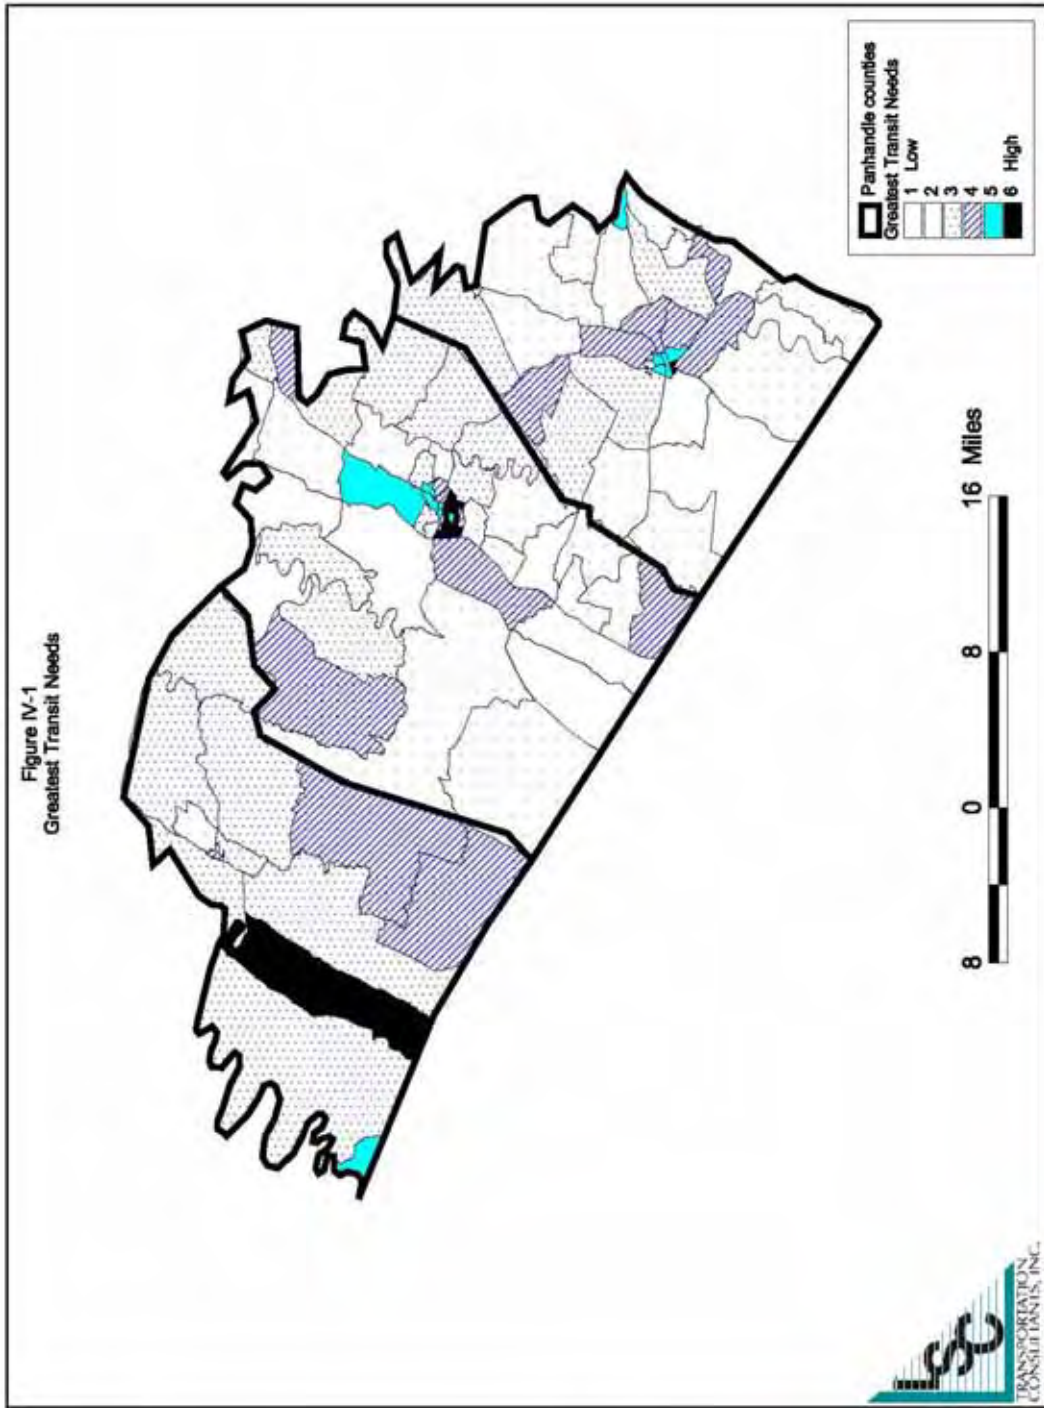 Figure IV-1
Greatest Transit Needs
Panhandle counties
Greatest Transit Needs
1 Low
2
3
4
5
6 High
8 0 8 16 Miles
LSC
TRANSPORTATION
CONSULTANTS, INC.